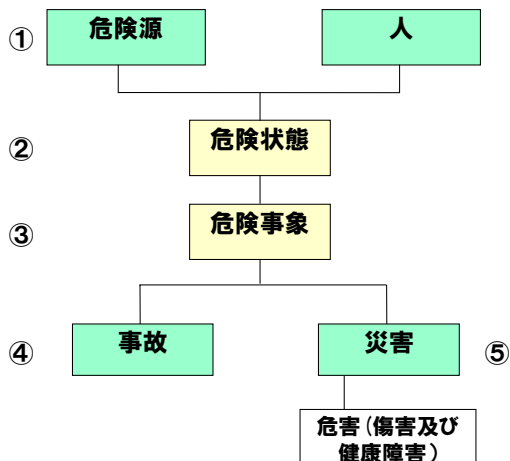 ① 危険源 人
② 危険状態
③ 危険事象
④ 事故 災害 ⑤
危害（傷害及び
健康障害）